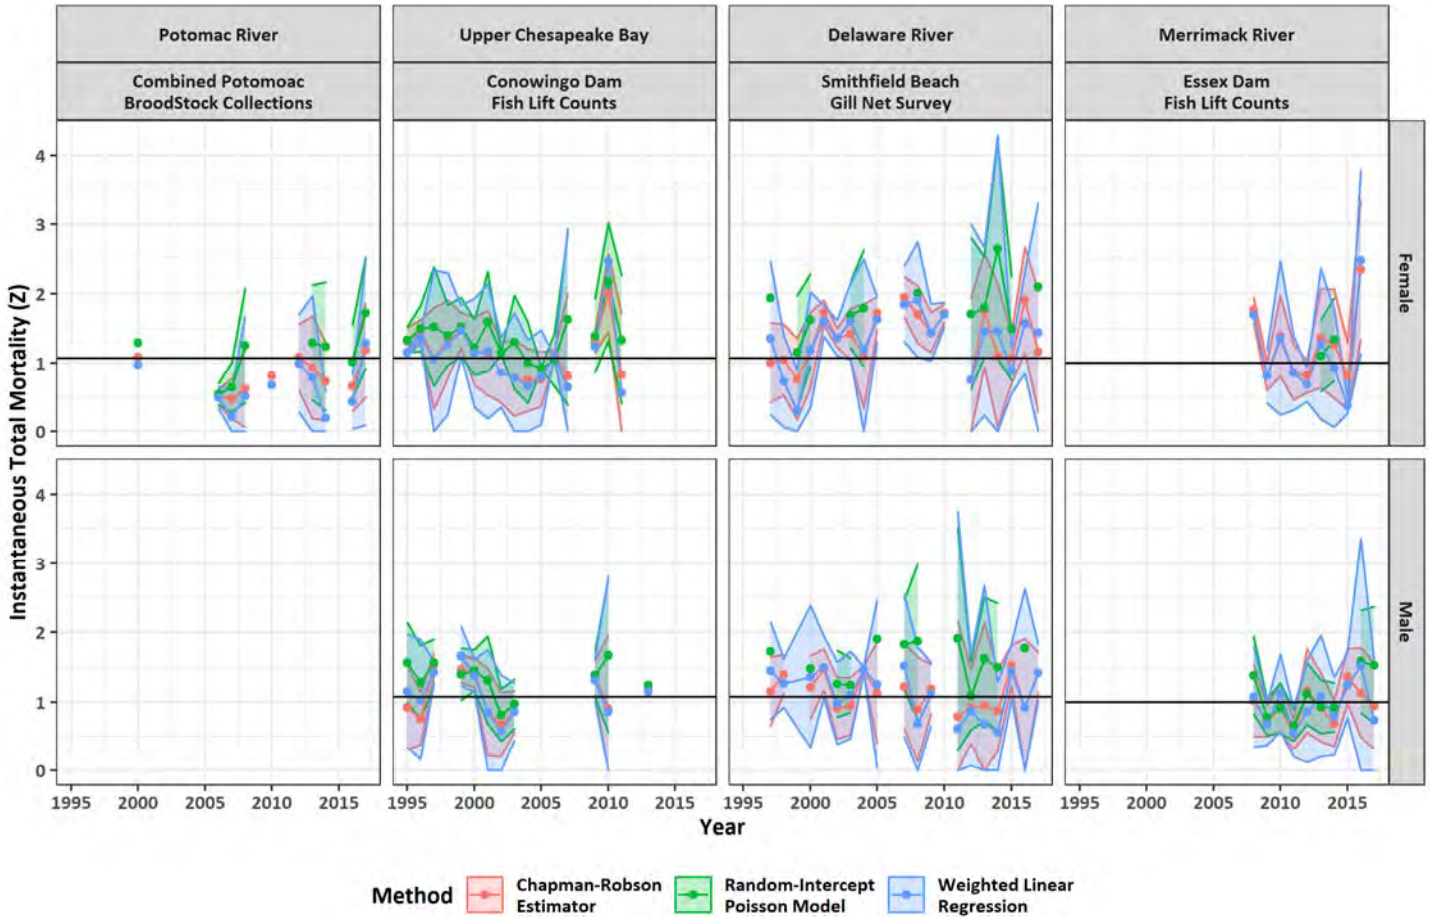 Potomac River
Upper Chesapeake Bay
Delaware River
Merrimack River
Combined Potomoac
BroodStock Collections
Conowingo Dam
Fish Lift Counts
Smithfield Beach
Gill Net Survey
Essex Dam
Fish Lift Counts
Instantaneous Total Mortality (Z)
4
3
2
1
0
Female
4
3
2
1
0
Male
1995 2000 2005 2010 2015
1995 2000 2005 2010 2015
1995 2000 2005 2010 2015
1995 2000 2005 2010 2015
Year
Method
Chapman-Robson
Estimator
Random-Intercept
Poisson Model
Weighted Linear
Regression